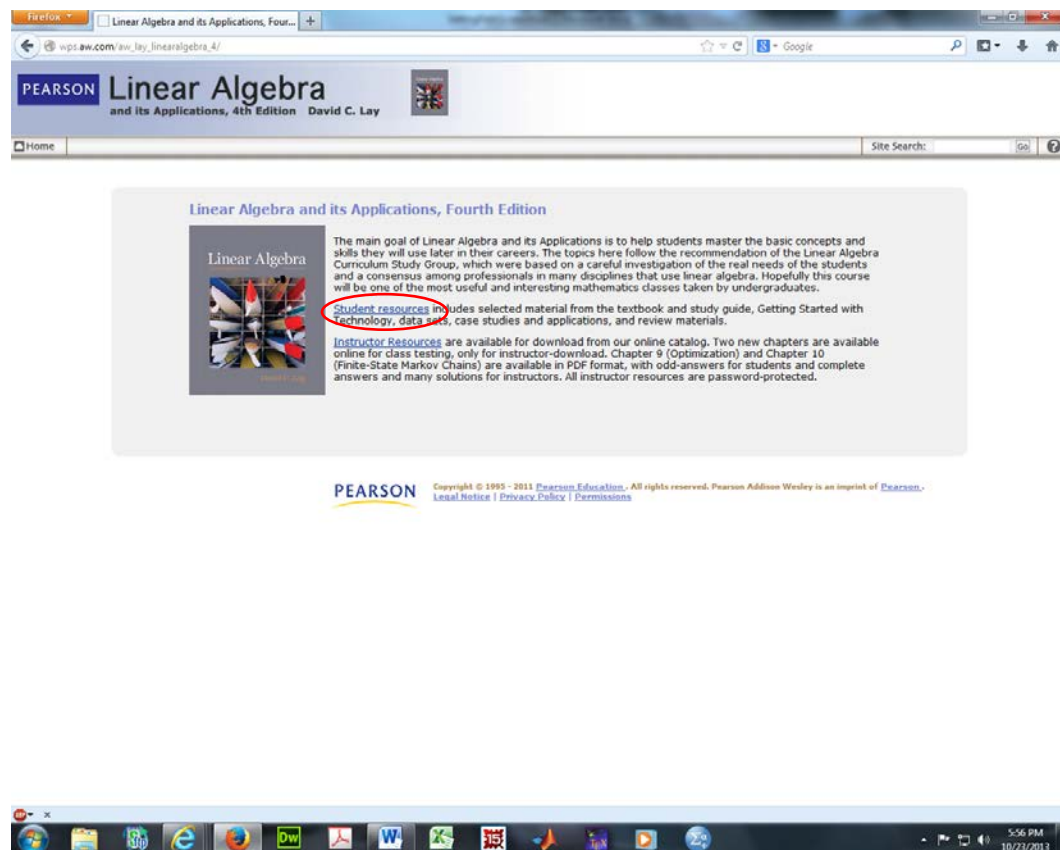 Firefox
Linear Algebra and its Applications, Four...
wps.aw.com/aw_lay_linearalgebra_4/
Google
PEARSON
Linear Algebra
and its Applications, 4th Edition David C. Lay
Home
Site Search:
Go
Linear Algebra and its Applications, Fourth Edition
Linear Algebra
The main goal of Linear Algebra and its Applications is to help students master the basic concepts and
skills they will use later in their careers. The topics here follow the recommendation of the Linear Algebra
Curriculum Study Group, which were based on a careful investigation of the real needs of the students
and a consensus among professionals in many disciplines that use linear algebra. Hopefully this course
will be one of the most useful and interesting mathematics classes taken by undergraduates.
Student resources includes selected material from the textbook and study guide, Getting Started with
Technology, data sets, case studies and applications, and review materials.
Instructor Resources are available for download from our online catalog. Two new chapters are available
online for class testing, only for instructor-download. Chapter 9 (Optimization) and Chapter 10
(Finite-State Markov Chains) are available in PDF format, with odd-answers for students and complete
answers and many solutions for instructors. All instructor resources are password-protected.
PEARSON
Copyright © 1995 - 2011 Pearson Education . All rights reserved. Pearson Addison Wesley is an imprint of Pearson .
Legal Notice | Privacy Policy | Permissions
Dw
5:56 PM
10/23/2013